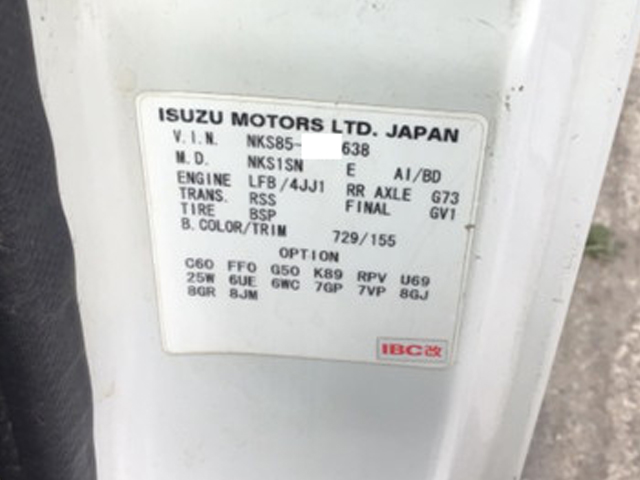 ISUZU MOTORS LTD. JAPAN
V.I.N. NKS85- 638
M.D. NKS1SN E AI/BD
ENGINE LFB/4JJ1 RR AXLE G73
TRANS. RSS FINAL GV1
TIRE BSP
B.COLOR/TRIM 729/155
OPTION
C60 FF0 G50 K89 RPV U69
25W 6UE 6WC 7GP 7VP 8GJ
8GR 8JM
IBC改